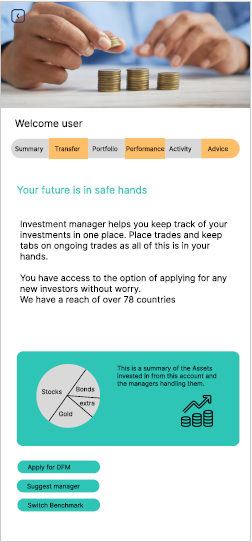 Welcome user
Summary Transfer Portfolio Performance Activity Advice
Your future is in safe hands
Investment manager helps you keep track of your
investments in one place. Place trades and keep
tabs on ongoing trades as all of this is in your
hands.
You have access to the option of applying for any
new investors without worry.
We have a reach of over 78 countries
Stocks
Bonds
extra
Gold
This is a summary of the Assets
invested in from this account and
the managers handling them.
Apply for DFM
Suggest manager
Switch Benchmark